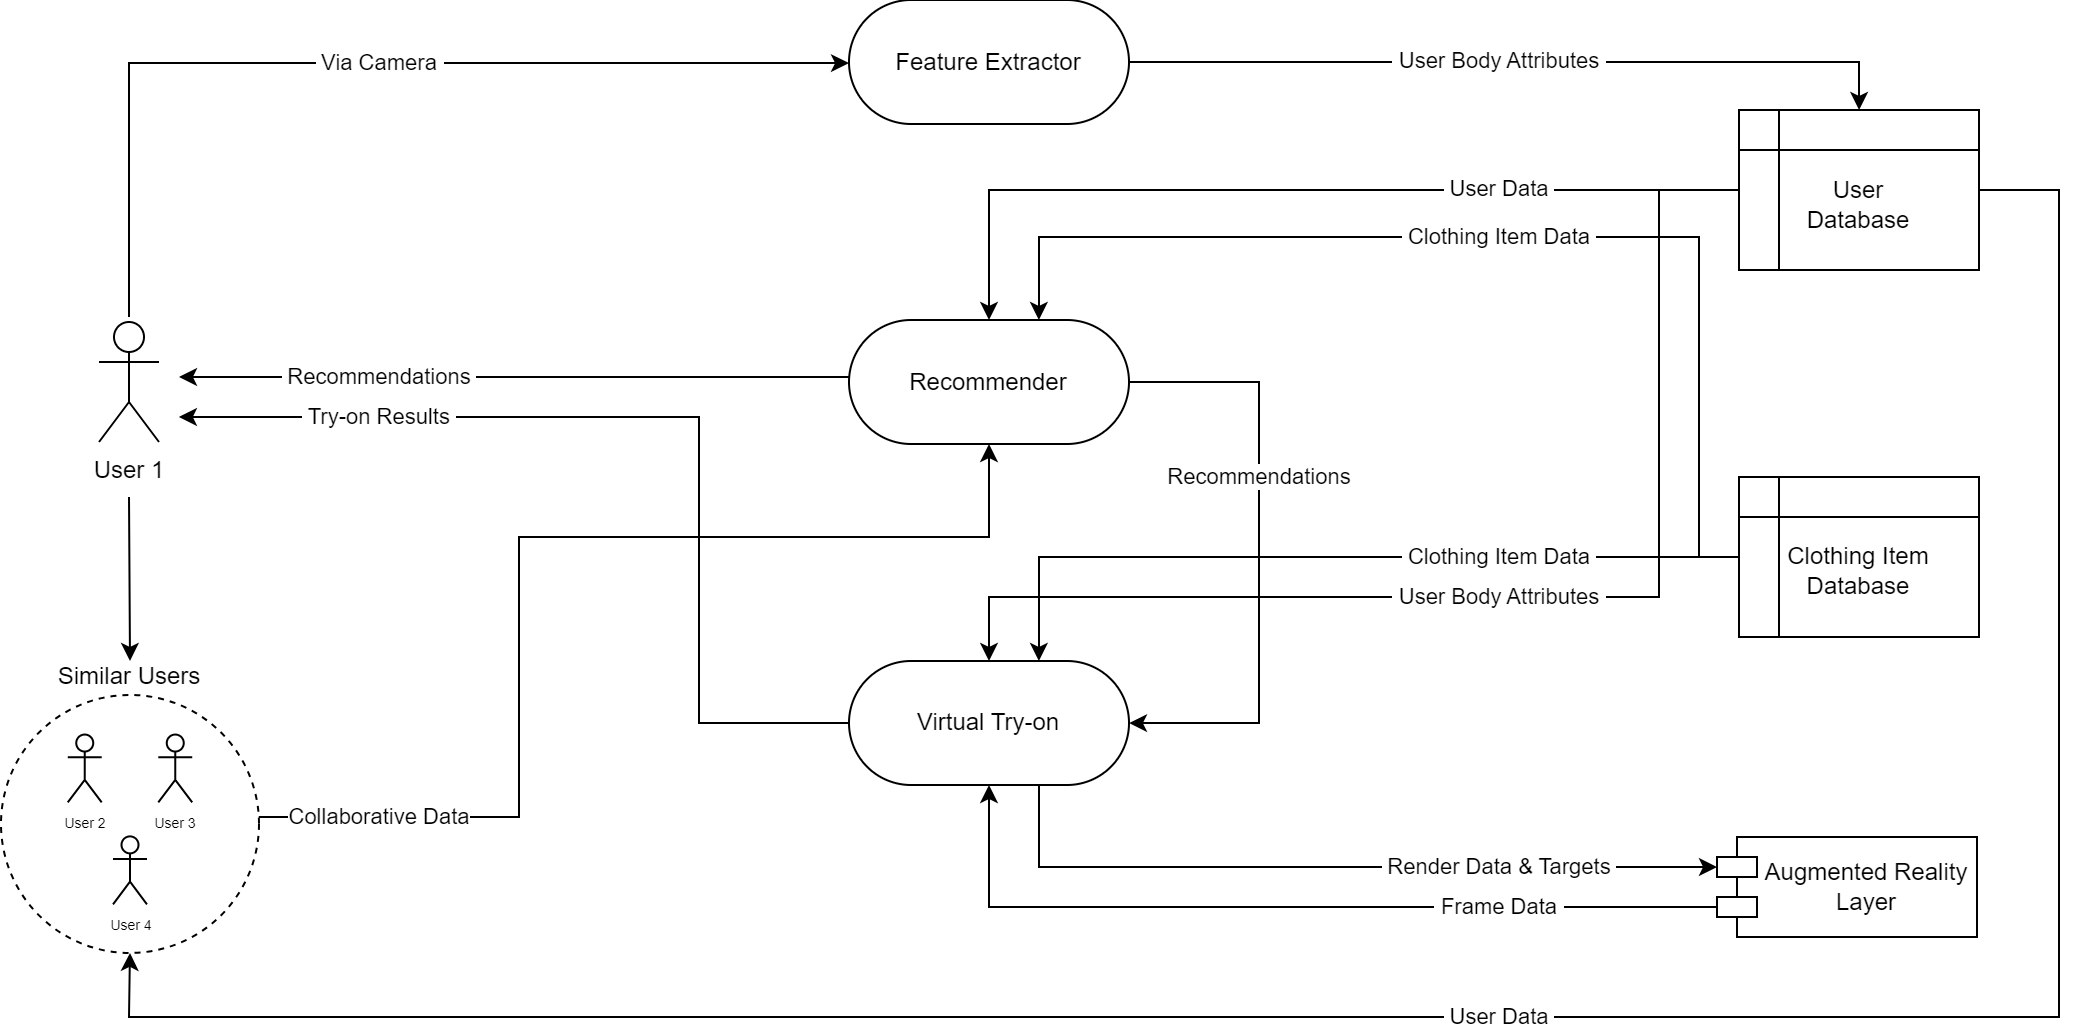 Via Camera
Feature Extractor
User Body Attributes
User Data
User
Database
Clothing Item Data
Recommendations
Recommender
Try-on Results
User 1
Recommendations
Clothing Item Data
Clothing Item
Database
User Body Attributes
Similar Users
Virtual Try-on
User 2
User 3
Collaborative Data
User 4
Render Data & Targets
Augmented Reality
Layer
Frame Data
User Data